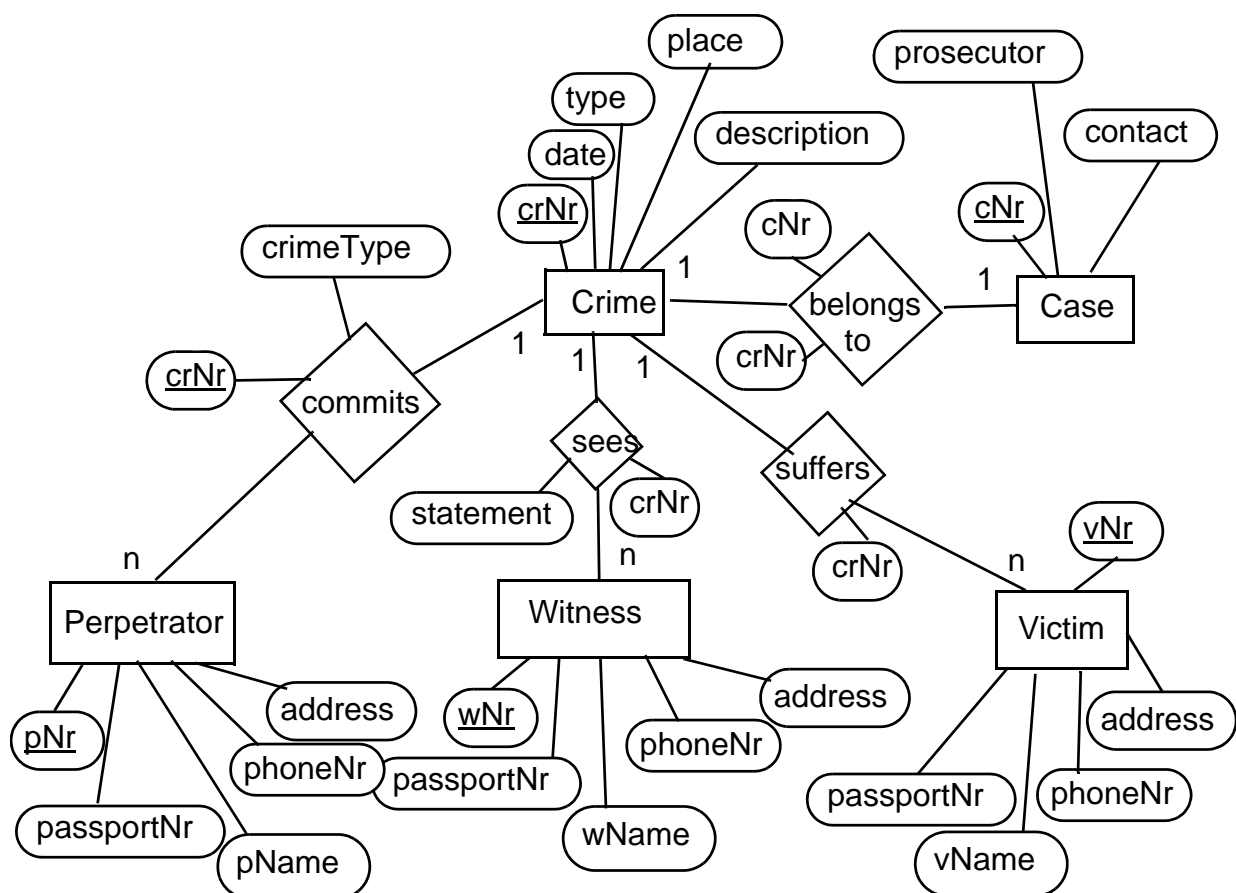 place
prosecutor
type
description
contact
date
crNr
cNr
cNr
crimeType
1
1
Crime
belongs
to
Case
1
1
1
crNr
crNr
commits
sees
suffers
statement
crNr
crNr
vNr
n
n
n
Perpetrator
Witness
Victim
pNr
address
wNr
address
address
phoneNr
passportNr
phoneNr
passportNr
phoneNr
passportNr
pName
wName
vName